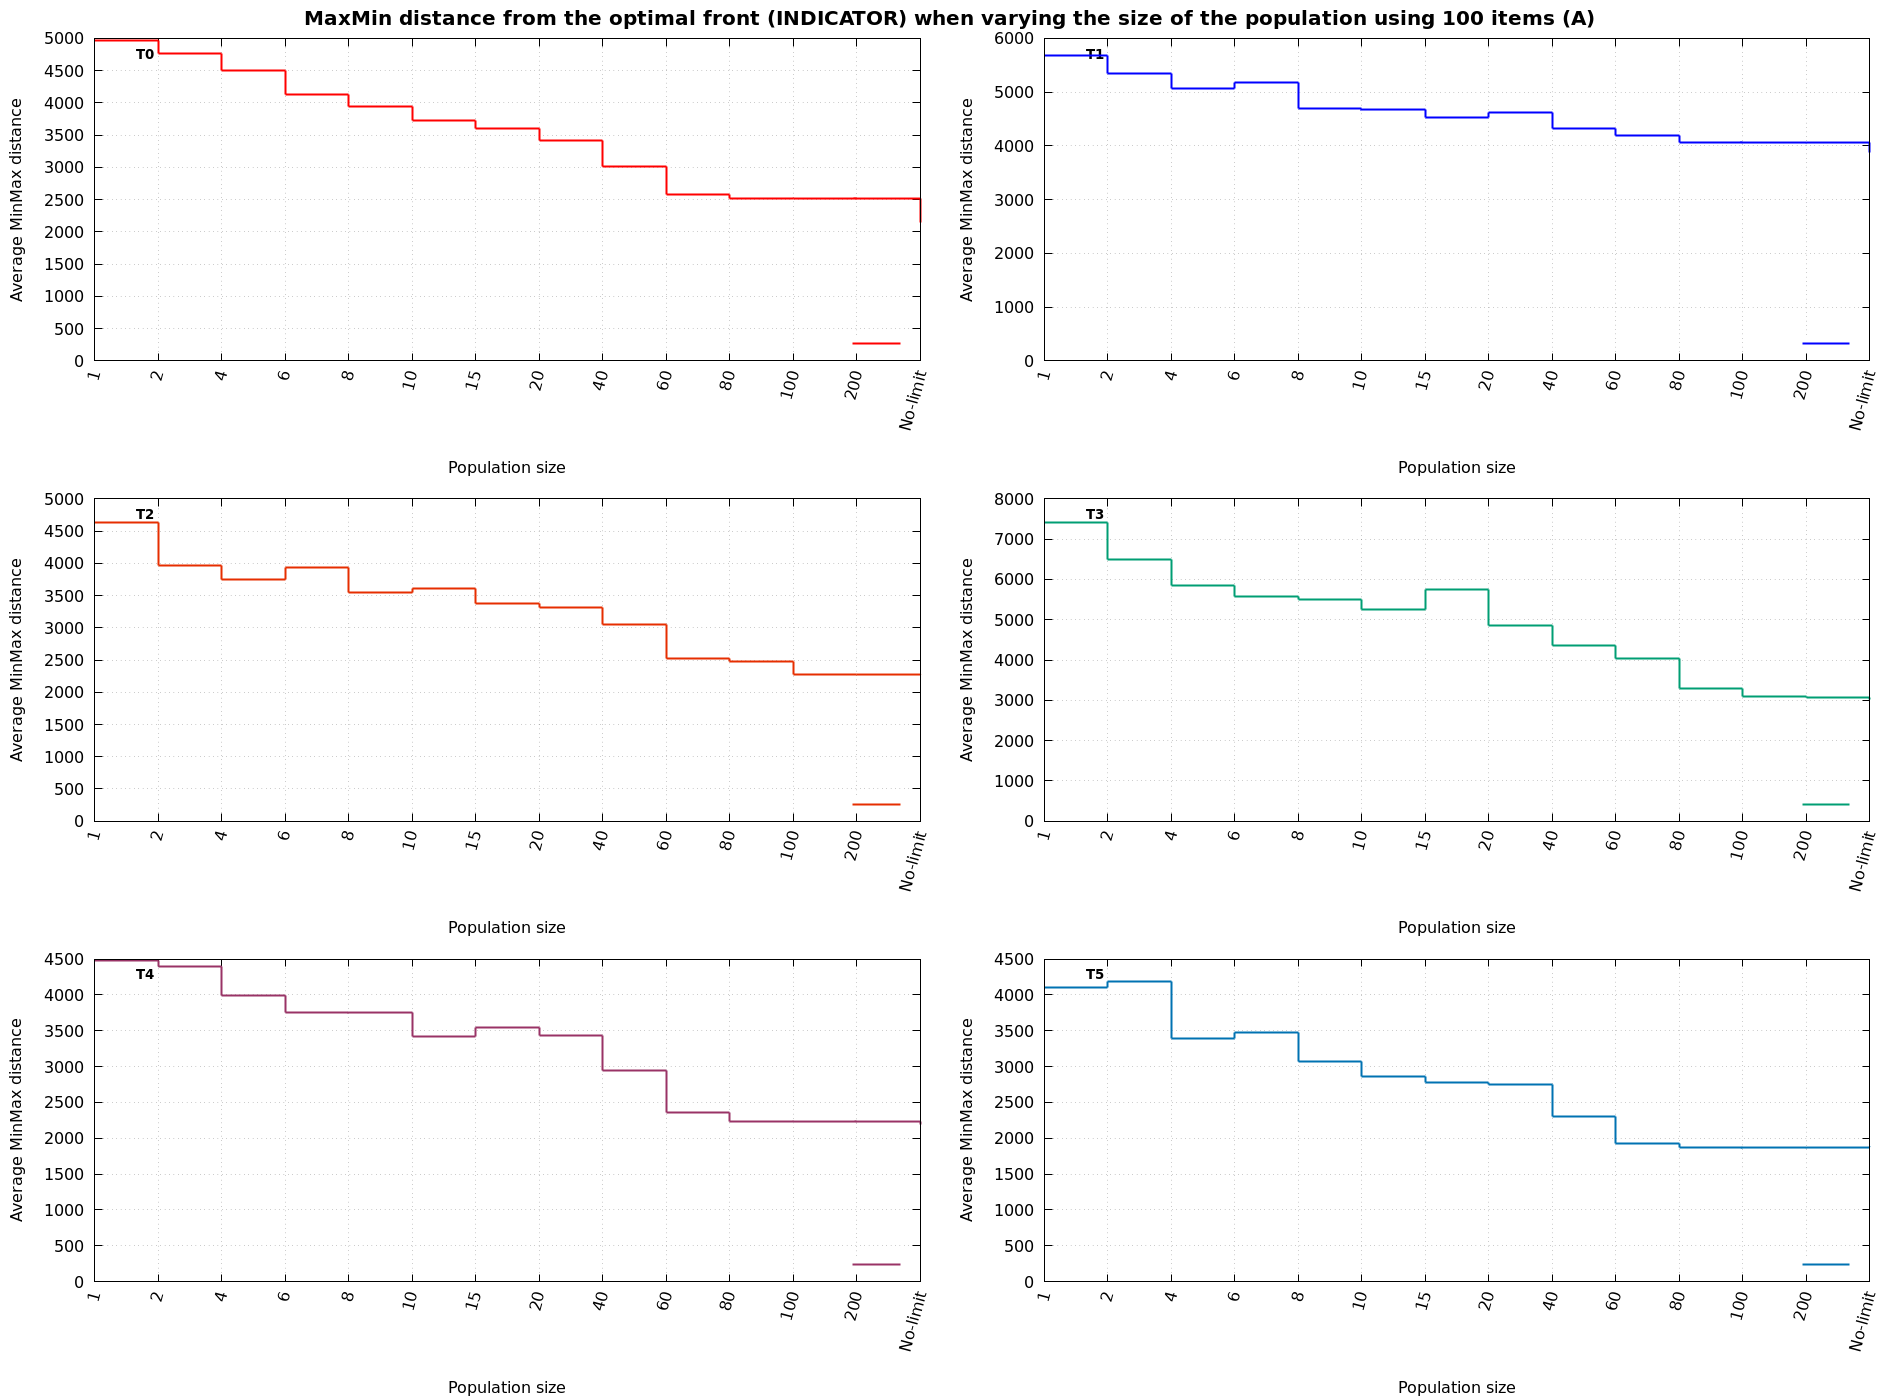 MaxMin distance from the optimal front (INDICATOR) when varying the size of the population using 100 items (A)
T0
Average MinMax distance
5000
4500
4000
3500
3000
2500
2000
1500
1000
500
0
1 2 4 6 8 10 15 20 40 60 80 100 200 No-limit
Population size
T1
Average MinMax distance
6000
5000
4000
3000
2000
1000
0
1 2 4 6 8 10 15 20 40 60 80 100 200 No-limit
Population size
T2
Average MinMax distance
5000
4500
4000
3500
3000
2500
2000
1500
1000
500
0
1 2 4 6 8 10 15 20 40 60 80 100 200 No-limit
Population size
T3
Average MinMax distance
8000
7000
6000
5000
4000
3000
2000
1000
0
1 2 4 6 8 10 15 20 40 60 80 100 200 No-limit
Population size
T4
Average MinMax distance
4500
4000
3500
3000
2500
2000
1500
1000
500
0
1 2 4 6 8 10 15 20 40 60 80 100 200 No-limit
Population size
T5
Average MinMax distance
4500
4000
3500
3000
2500
2000
1500
1000
500
0
1 2 4 6 8 10 15 20 40 60 80 100 200 No-limit
Population size